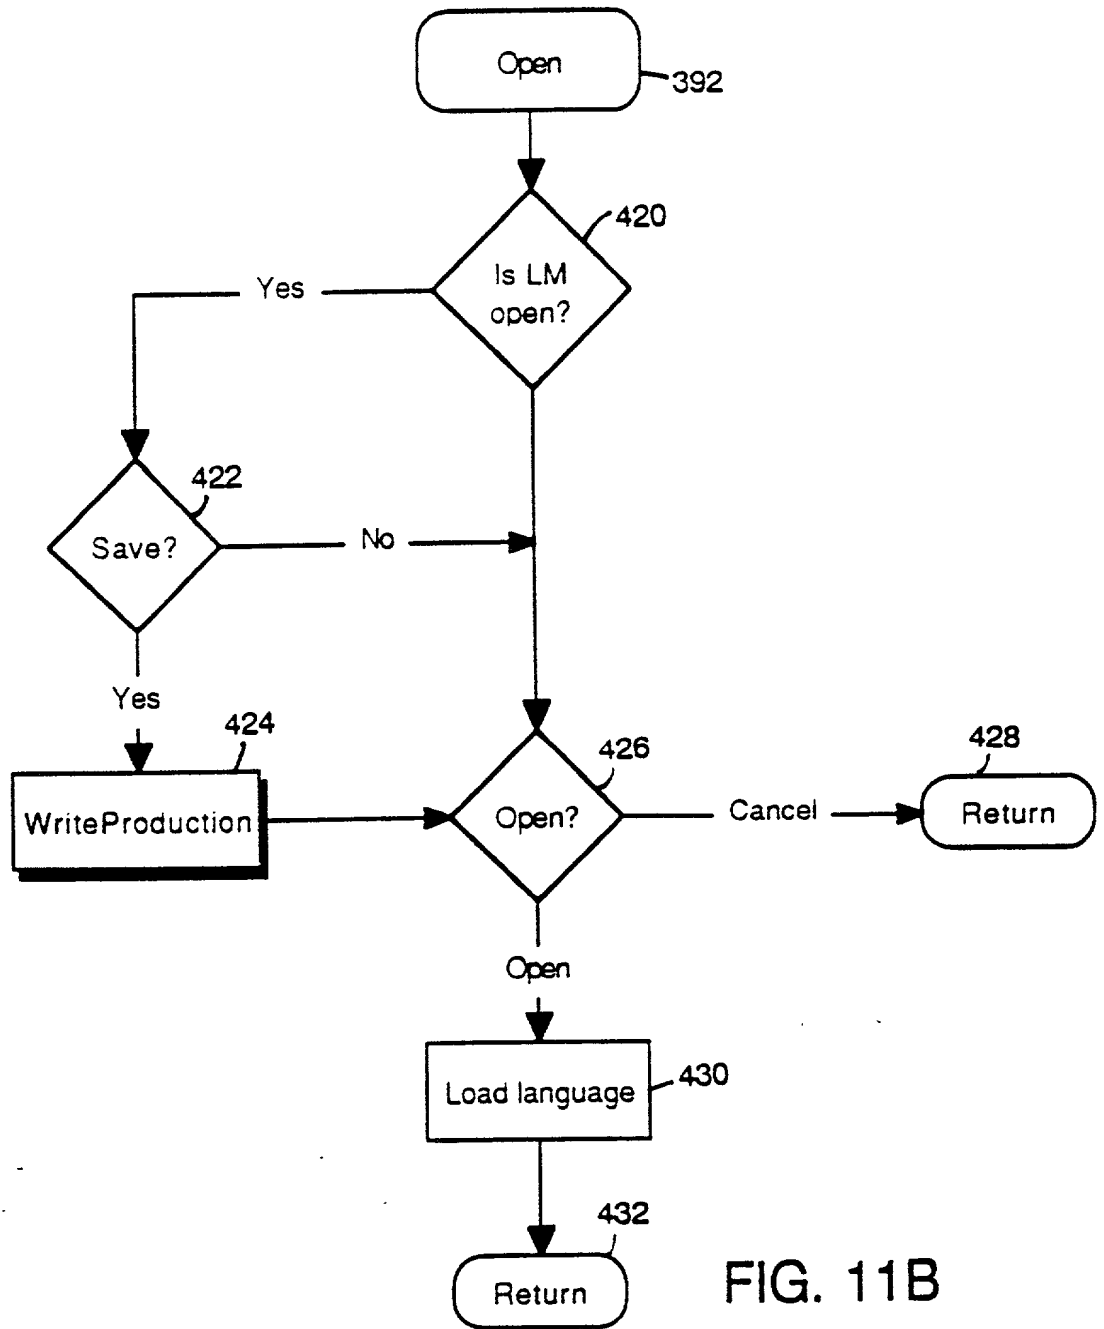 Open
392
420
Is LM
open?
Yes
422
Save?
No
Yes
424
WriteProduction
426
Open?
Cancel
428
Return
Open
Load language
430
432
Return
FIG. 11B